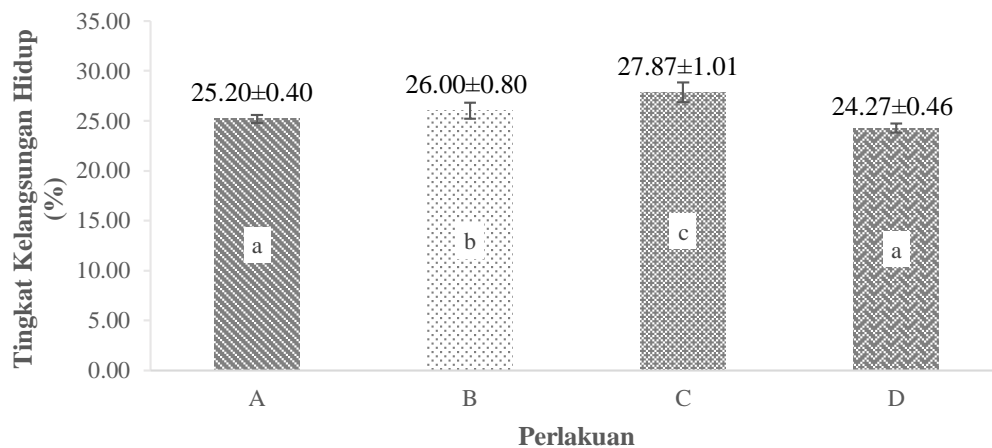 Tingkat Kelangsungan Hidup
(%)
35.00
30.00
25.00
20.00
15.00
10.00
5.00
0.00
25.20±0.40
26.00±0.80
27.87±1.01
24.27±0.46
a
b
c
a
A
B
C
D
Perlakuan